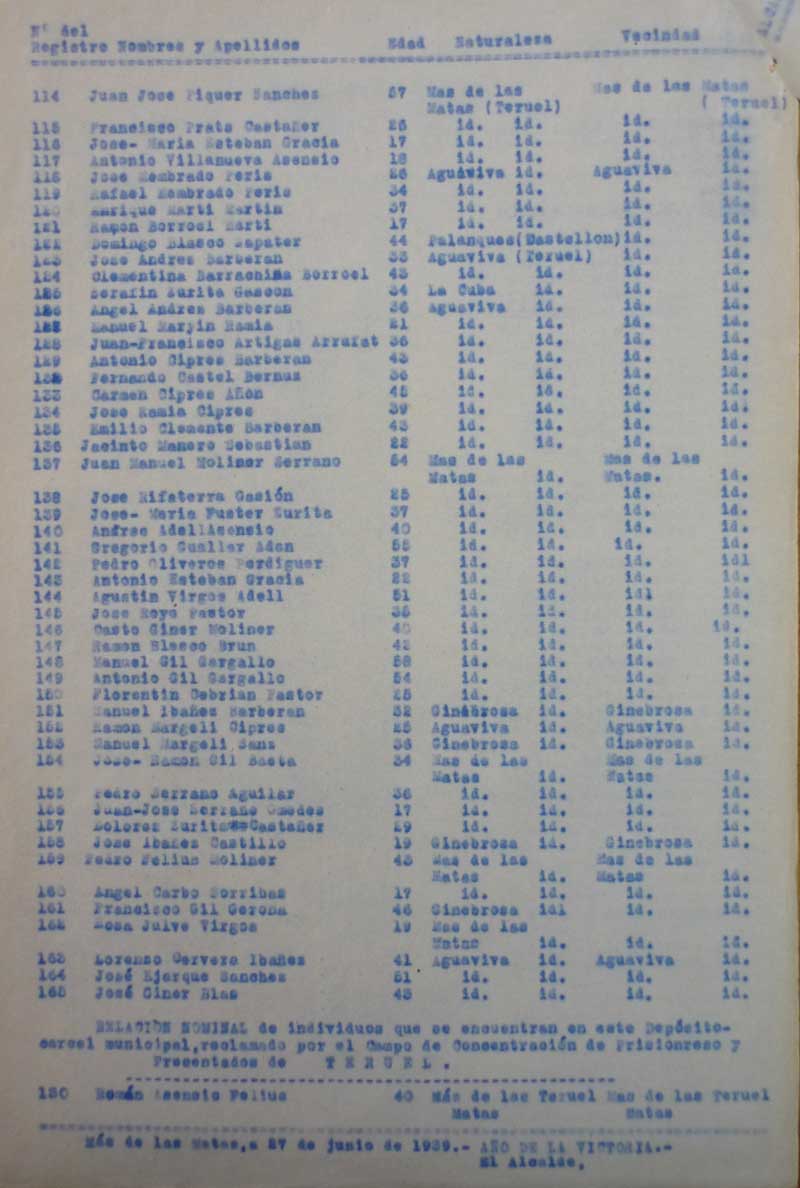 Nº del
Registro Nombres y Apellidos Edad Naturaleza Vecindad
114 Juan Jose Piquer Sanches 57 Mas de las Mas de las Matas
Matas (Teruel) ( Teruel)
115 Francisco Prats Castañer 26 id. id. id. id.
116 Jose- Maria Esteban Gracia 17 id. id. id. id.
117 Antonio Villanueva Asensio 18 id. id. id. id.
118 Jose Membrado Peris 26 Aguaviva id. Aguaviva id.
119 Rafael Membrado Peris 34 id. id. id. id.
120 Enrique Marti Martin 37 id. id. id. id.
121 Ramon Borroel Marti 17 id. id. id. id.
122 Domingo Blasco Zapater 44 Palanques(Castellon)id. id.
123 Jose Andres Barberan 33 Aguaviva (Teruel) id. id.
124 Clementina Barrachina Borroel 43 id. id. id. id.
125 Serafin Zurita Gascon 34 La Cuba id. id. id.
126 Angel Andres Barberan 36 Aguaviva id. id. id.
Manuel Marzin Ramia 21 id. id. id. id.
128 Juan-Francisco Artigas Arrufat 36 id. id. id. id.
129 Antonio Cipres Barberan 43 id. id. id. id.
Fernando Castel Bernus 30 id. id. id. id.
133 Carmen Cipres Añon 48 id. id. id. id.
134 Jose Ramia Cipres 39 id. id. id. id.
135 Emilio Clemente Barberan 43 id. id. id. id.
136 Jacinto Manero Sebastian 22 id. id. id. id.
137 Juan Manuel Moliner Serrano 54 Mas de las Mas de las
Matas id. Matas. id.
138 Jose Rifaterra Gasión 25 id. id. id. id.
139 Jose- Maria Fuster Zurita 37 id. id. id. id.
140 Anfres AdellAsensio 40 id. id. id. id.
141 Gregorio Gualler Adan 55 id. id. id. id.
142 Pedro Oliveros Perdiguer 37 id. id. id. idl
143 Antonio Esteban Gracia 22 id. id. id. id.
144 Agustin Virgos Adell 51 id. id. idl id.
145 Jose Royó Pastor 36 id. id. id. id.
146 Casto Giner Moliner id. id. id. id.
147 Ramon Blasco Brun 42 id. id. id. id.
148 Manuel Gil Gargallo 58 id. id. id. id.
149 Antonio Gil Gargallo 54 id. id. id. id.
150 Florentin Cebrian Pastor 25 id. id. id. id.
151 Manuel Ibañes Barberan 32 Ginebrosa id. Ginebrosa id.
152 Ramon Margeli Cipres 25 Aguaviva id. Aguaviva id.
153 Manuel Margeli Sans 36 Ginebrosa id. Ginebrosa id.
154 Jose- Ramon Gil Baeta 34 Mas de las Mas de las
Matas id. Matas id.
155 Pedro Serrano Aguilar 36 id. id. id. id.
156 Juan-Jose Serrano 17 id. id. id. id.
157 Dolores Zurita Castañer 29 id. id. id. id.
158 Jose Ibañes Castillo 19 Ginebrosa id. Ginebrosa id.
159 Pedro Felius Moliner 43 Mas de las Mas de las
Matas id. Matas id.
160 Angel Carbo Sorribas 17 id. id. id. id.
161 Francisco Gil Gerona 46 Ginebrosa idl id. id.
162 Rosa Julve Virgos 19 Mas de las
Matas id. id. id.
163 Lorenzo Cervero Ibañes 41 Aguaviva id. Aguaviva id.
164 José Ejarque Sanches 51 id. id. id. id.
165 José Giner Blas 43 id. id. id. id.
RELACION NOMINAL de individuos que se encuentran en este Depósito-
carcel municipal,reclamado por el Campo de Concentración de Prisionreso y
Presentados de T E R U E L .
130 Román Asensio Felius 40 Más de las Teruel Mas de las Teruel
Matas Matas
Más de las Matas,a 27 de junio de 1939.- AÑO DE LA VICTORIA.-
El Alcalde,